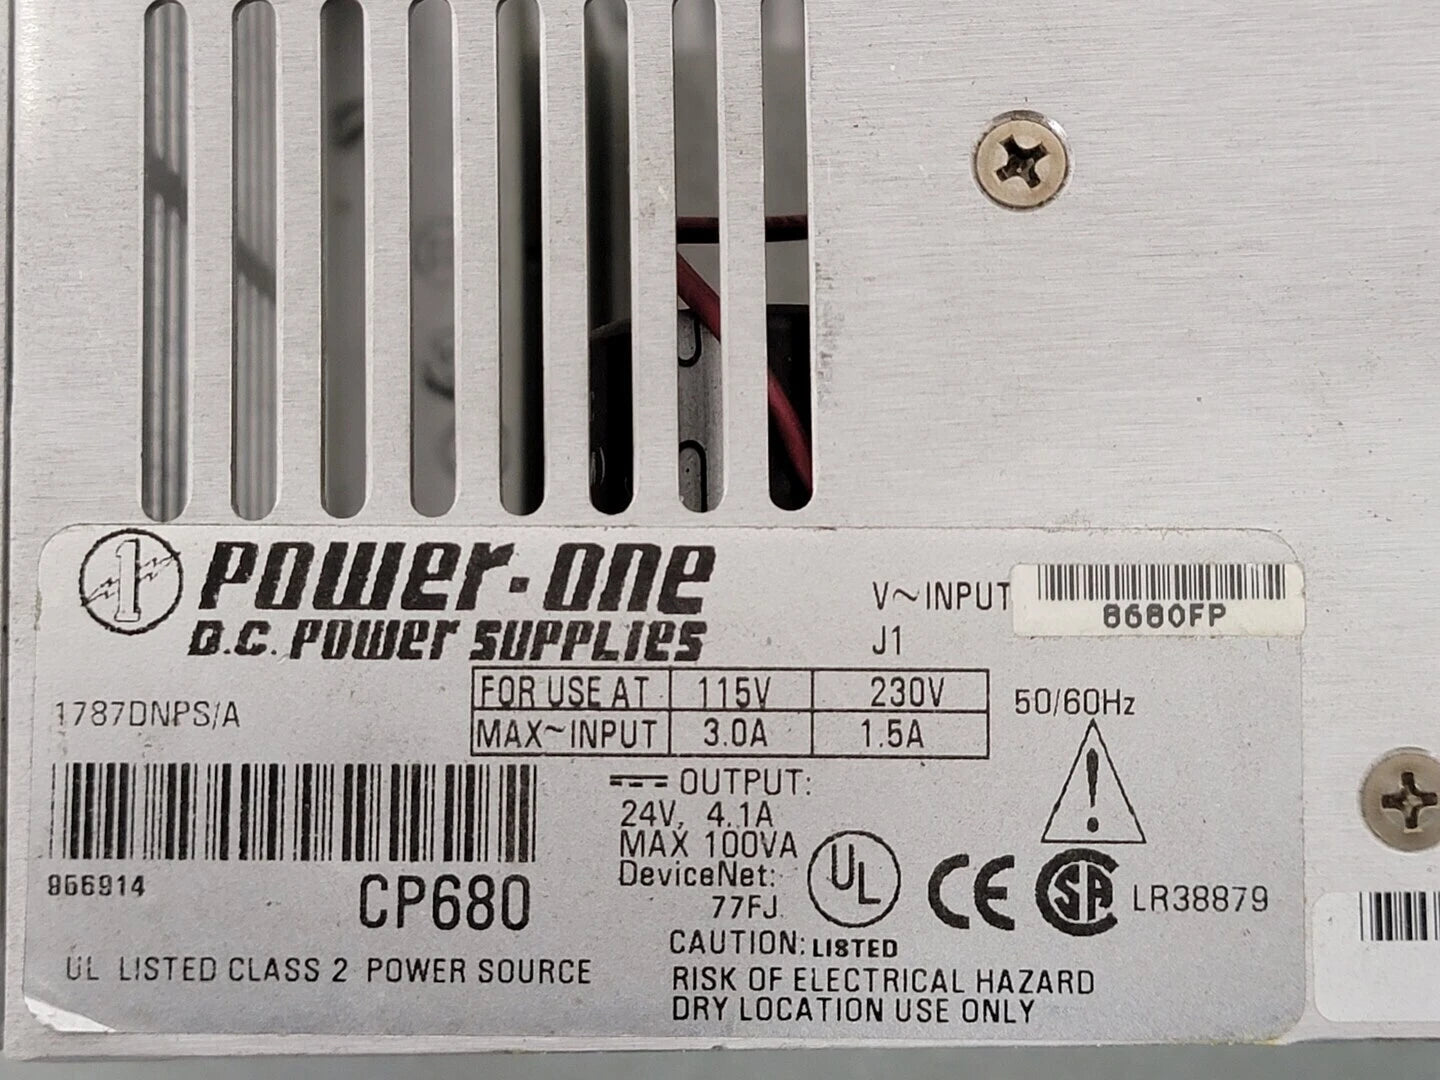 POWER-ONE
D.C. POWER SUPPLIES
V~INPUT
J1
8680FP
1787DNPS/A
FOR USE AT 115V 230V
MAX~INPUT 3.0A 1.5A
50/60Hz
OUTPUT:
24V, 4.1A
MAX 100VA
DeviceNet:
77FJ
966914
CP680
UL
LISTED
CE
SA
LR38879
UL LISTED CLASS 2 POWER SOURCE
CAUTION:
RISK OF ELECTRICAL HAZARD
DRY LOCATION USE ONLY